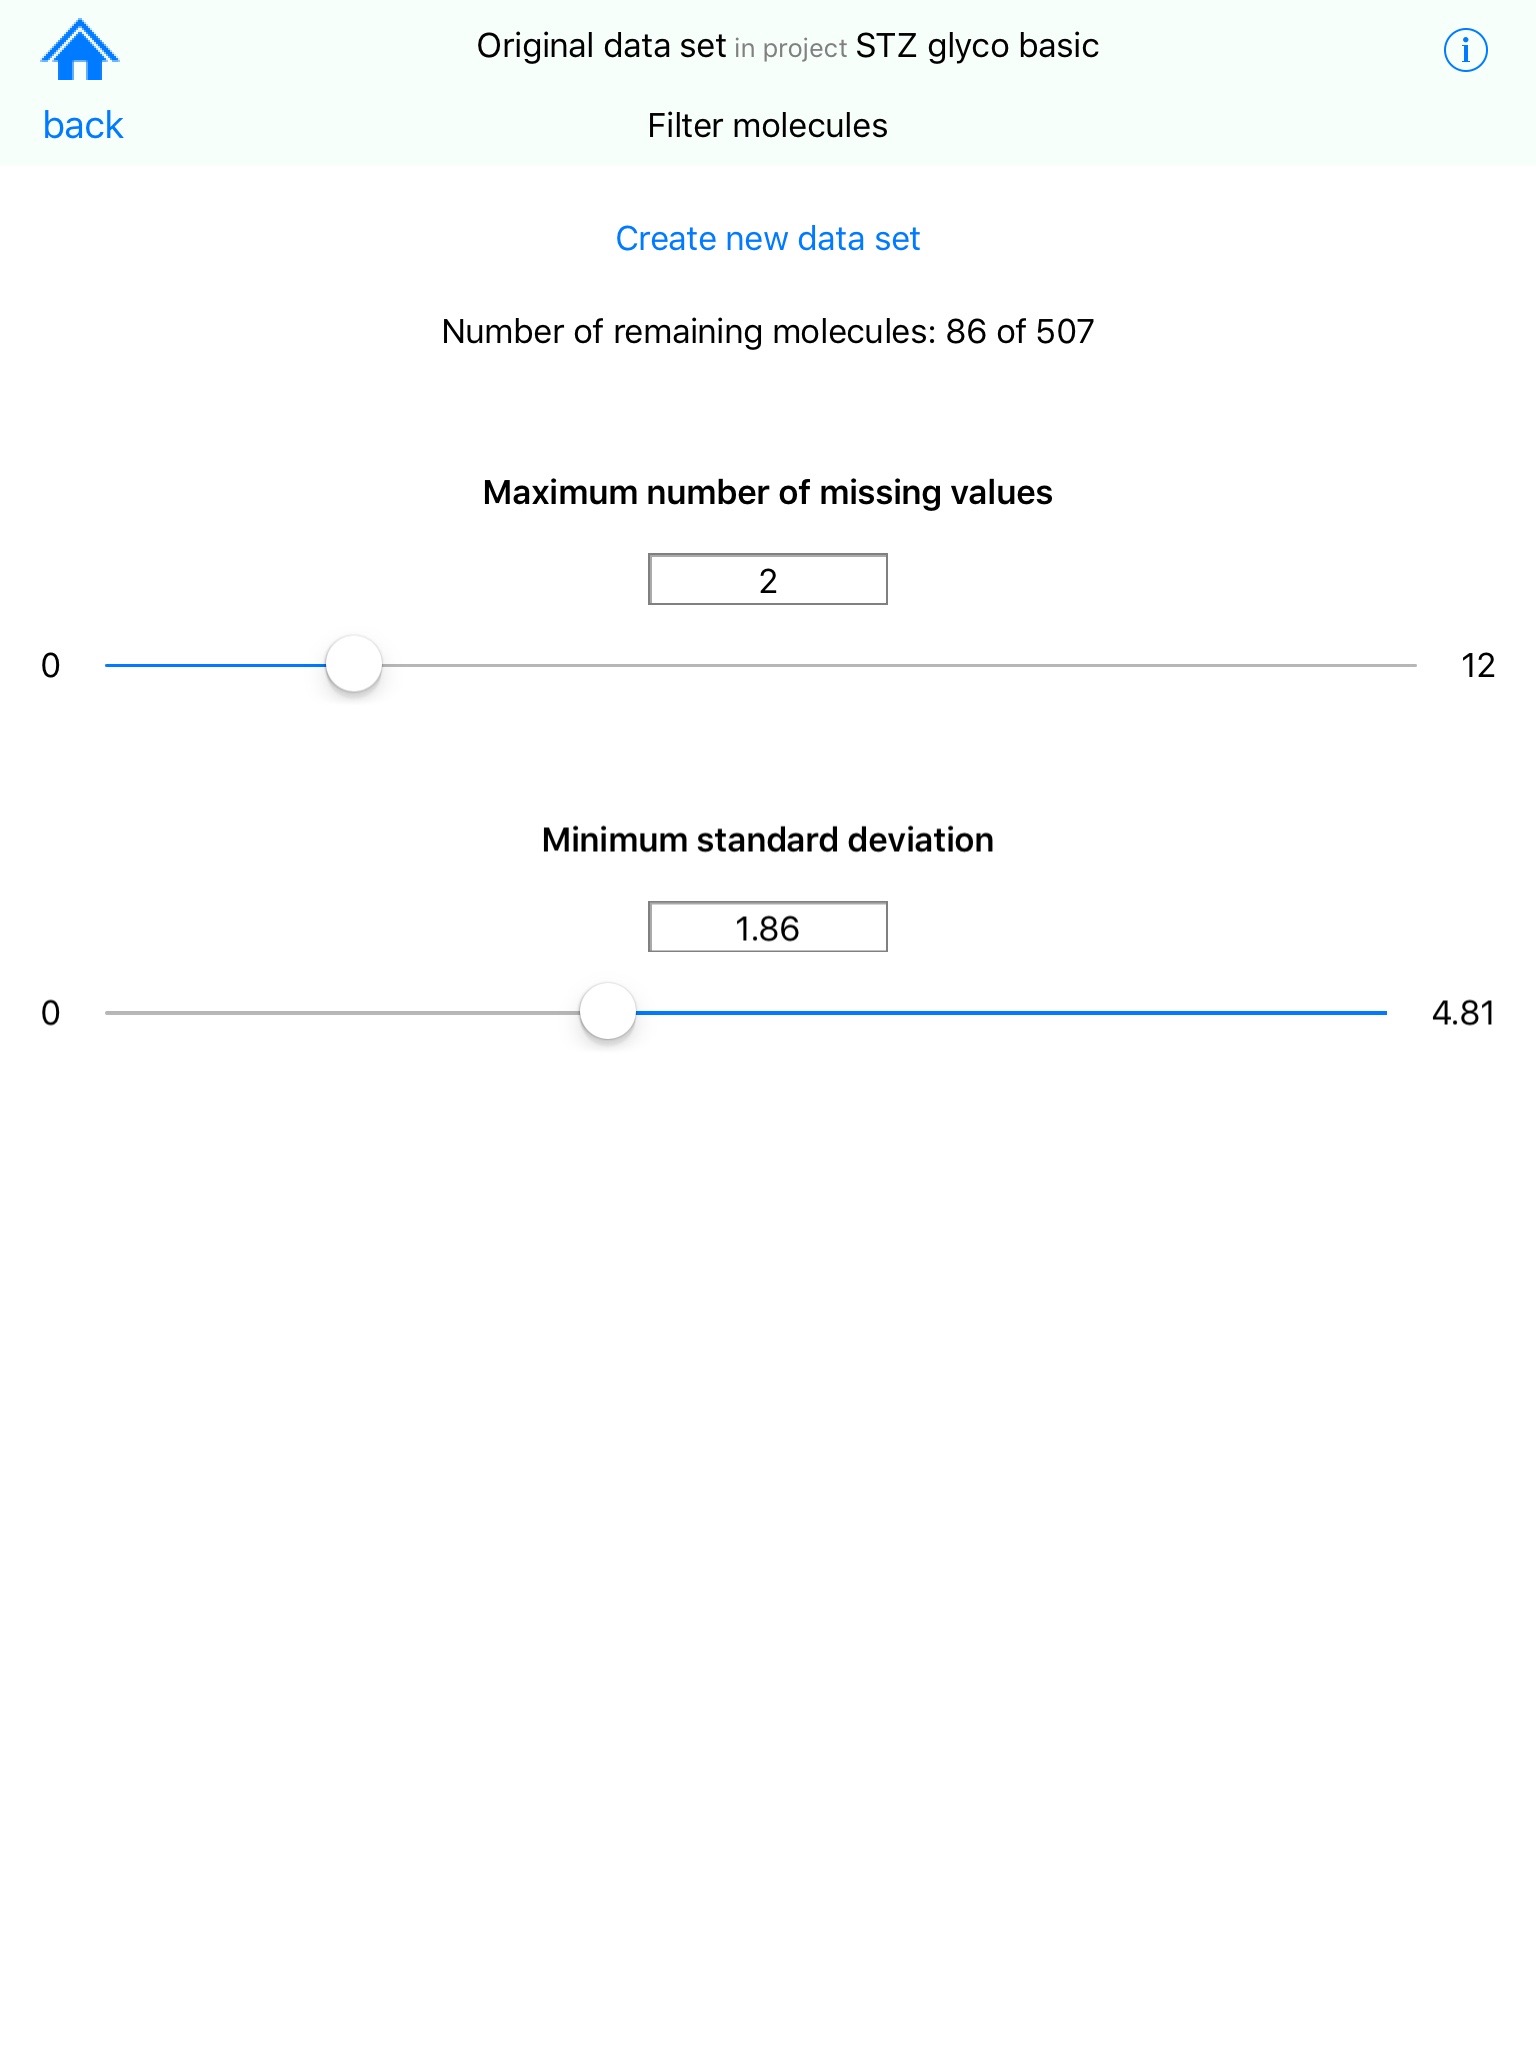 Original data set in project STZ glyco basic
i
back
Filter molecules
Create new data set
Number of remaining molecules: 86 of 507
Maximum number of missing values
2
0
12
Minimum standard deviation
1.86
0
4.81